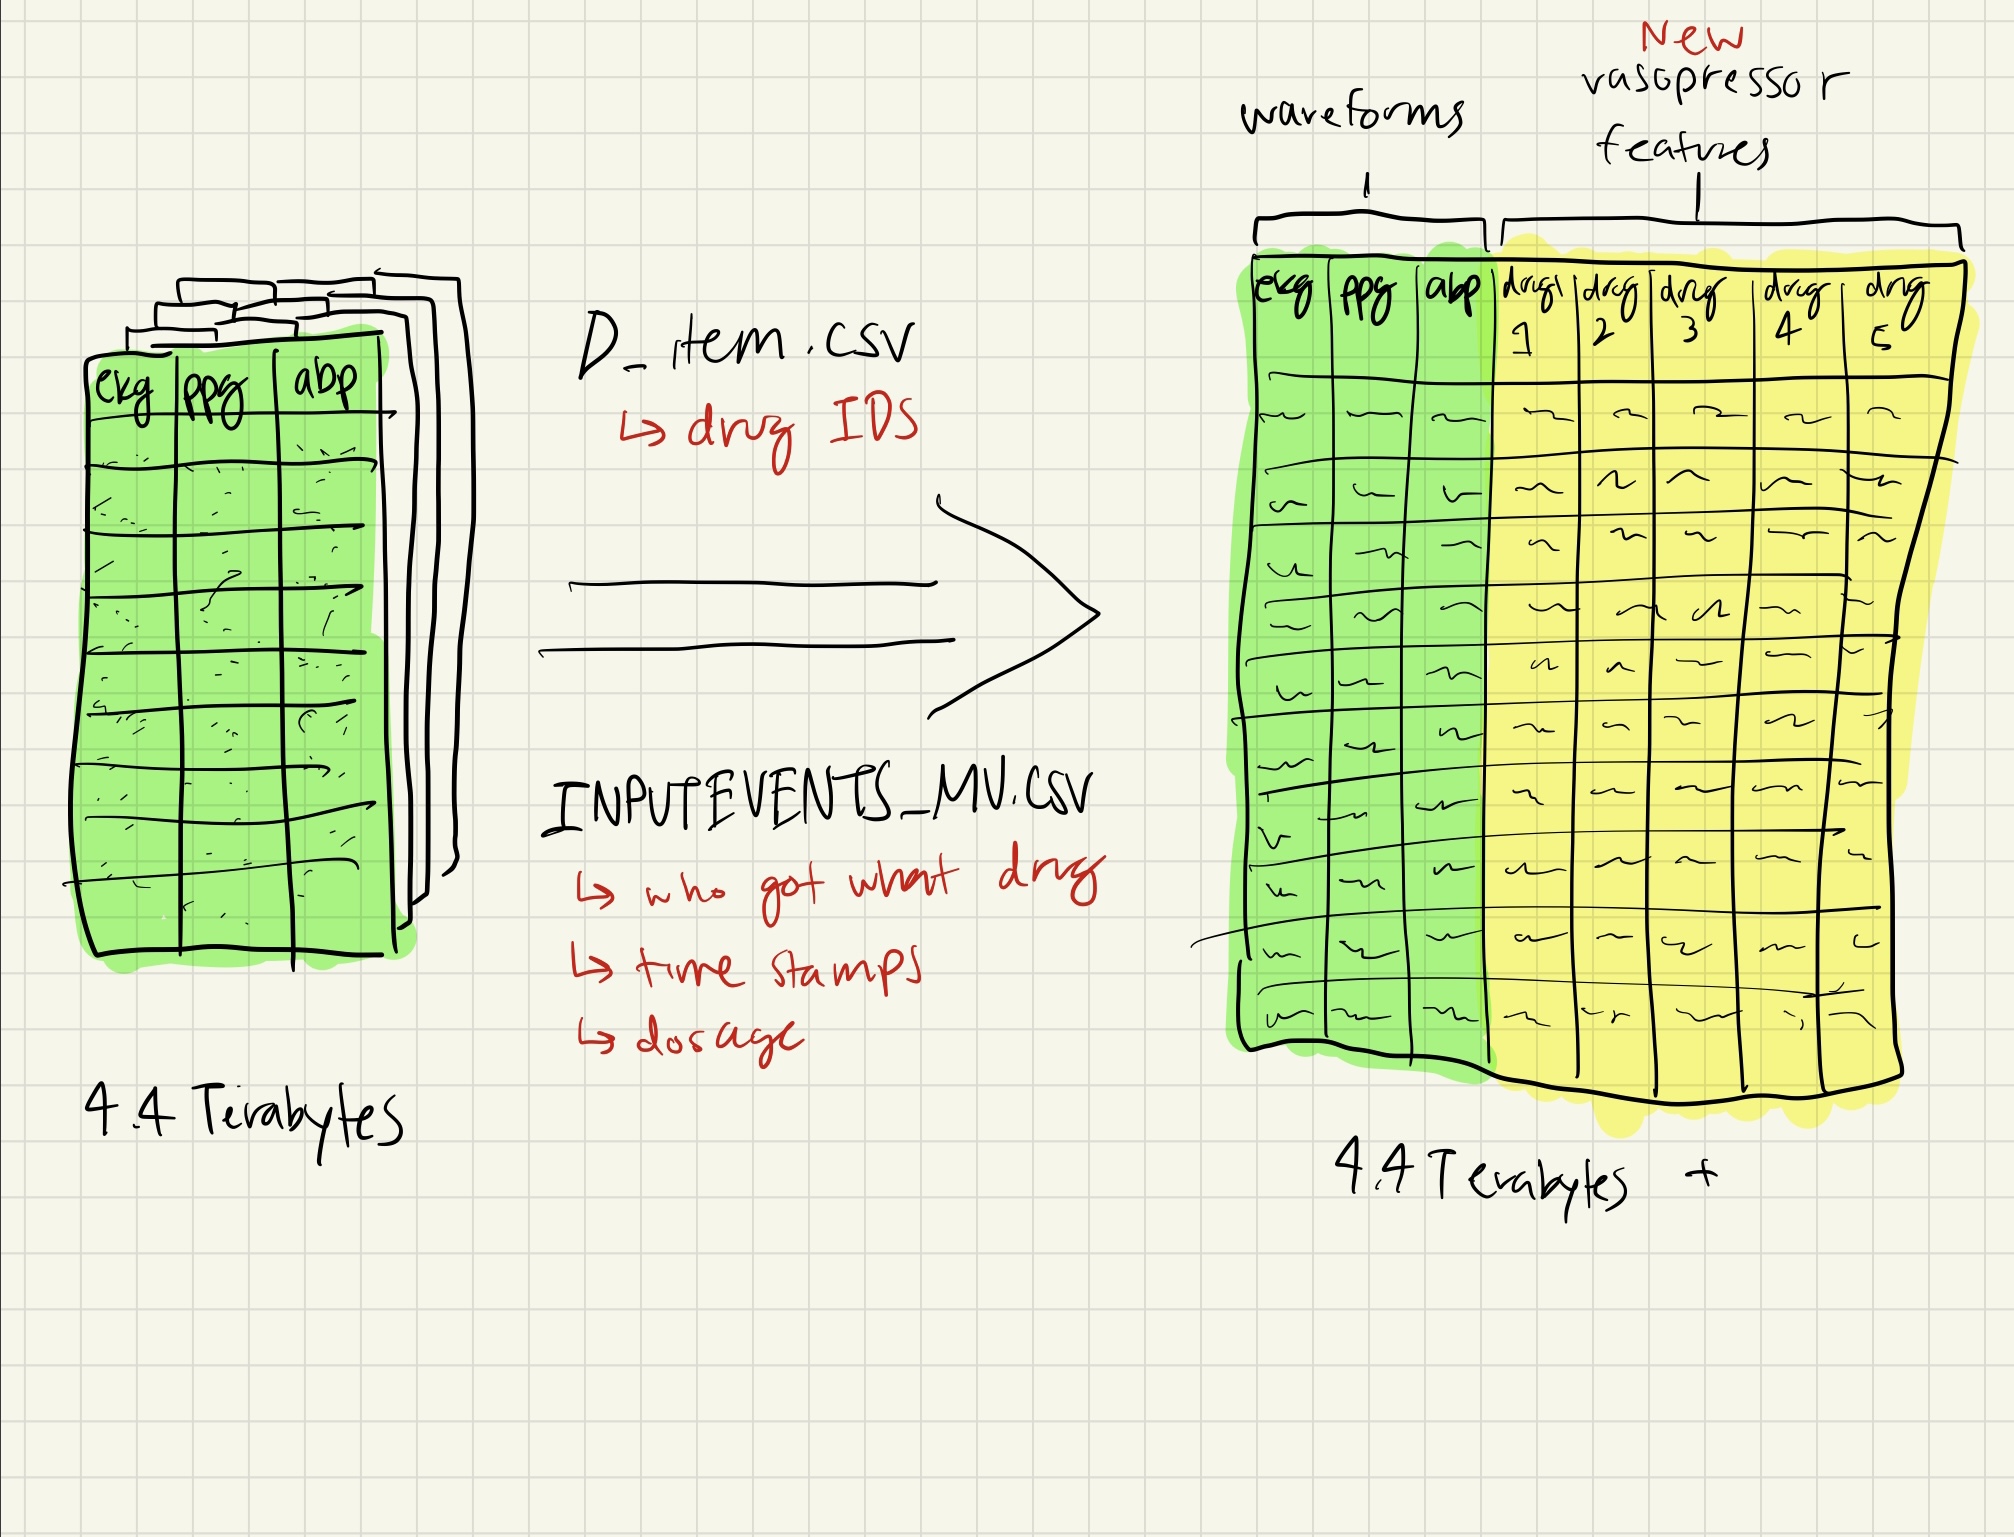 ekg ppg abp
4.4 Terabytes
D_item.csv
↳ drug IDS
INPUTEVENTS_MV.CSV
↳ who got what drug
↳ time stamps
↳ dosage
waveforms
New
vasopressor
features
ekg ppg abp drug 1 drug 2 drug 3 drug 4 drug 5
4.4 Terabytes +